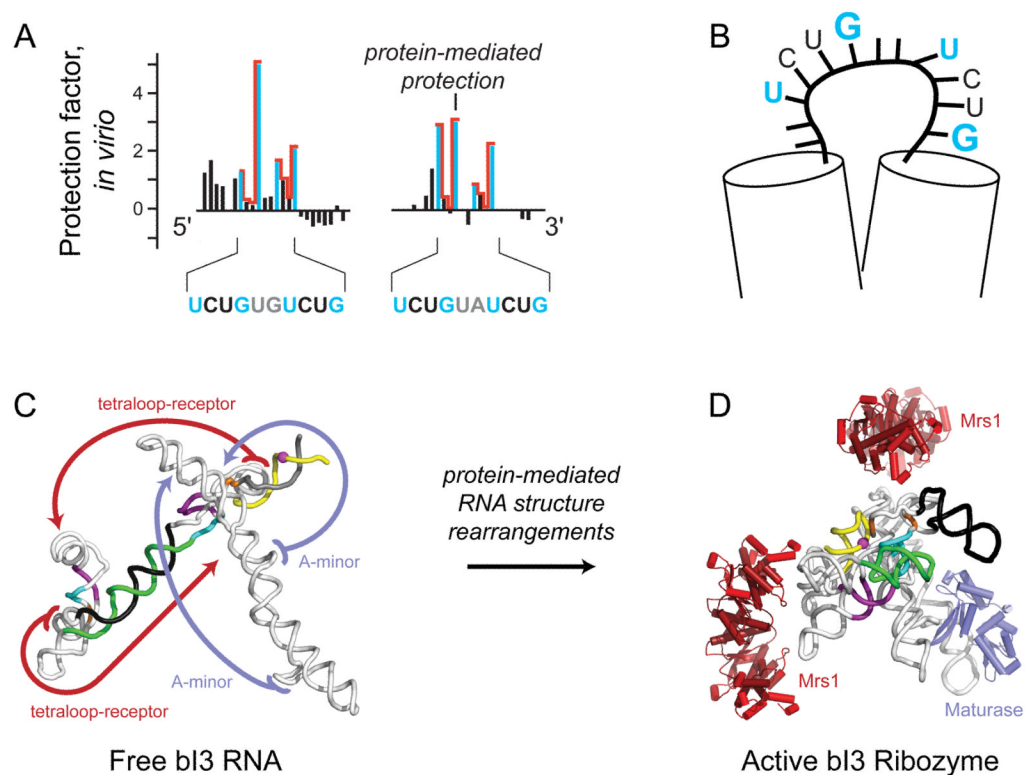 A
Protection factor,
in virio
4
2
0
5'
protein-mediated
protection
3'
UCUGUGUCUG
UCUGUAUCUG
B
U
C
U
G
U
C
U
G
C
tetraloop-receptor
A-minor
A-minor
tetraloop-receptor
Free bI3 RNA
protein-mediated
RNA structure
rearrangements
D
Mrs1
Mrs1
Maturase
Active bI3 Ribozyme